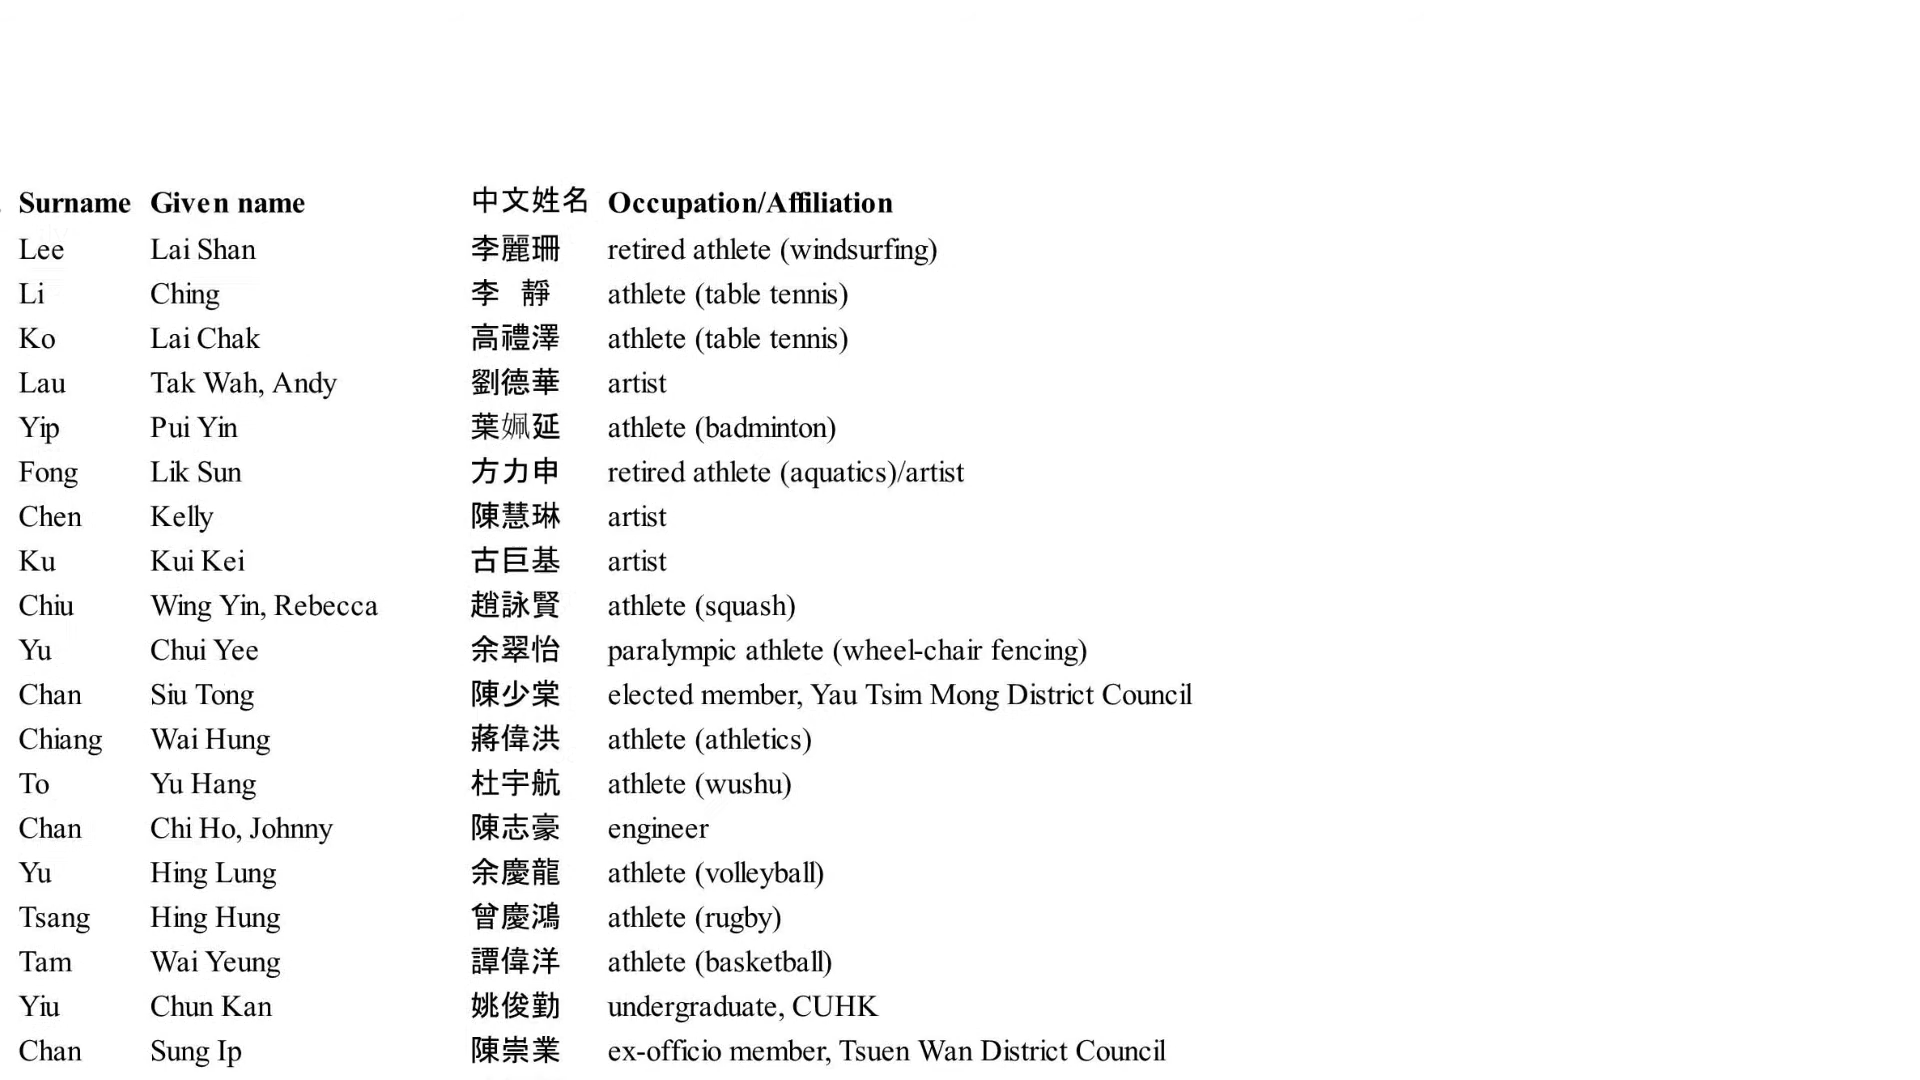 Surname Given name 中文姓名 Occupation/Affiliation
Lee Lai Shan 李麗珊 retired athlete (windsurfing)
Li Ching 李 靜 athlete (table tennis)
Ko Lai Chak 高禮澤 athlete (table tennis)
Lau Tak Wah, Andy 劉德華 artist
Yip Pui Yin 葉姵延 athlete (badminton)
Fong Lik Sun 方力申 retired athlete (aquatics)/artist
Chen Kelly 陳慧琳 artist
Ku Kui Kei 古巨基 artist
Chiu Wing Yin, Rebecca 趙詠賢 athlete (squash)
Yu Chui Yee 余翠怡 paralympic athlete (wheel-chair fencing)
Chan Siu Tong 陳少棠 elected member, Yau Tsim Mong District Council
Chiang Wai Hung 蔣偉洪 athlete (athletics)
To Yu Hang 杜宇航 athlete (wushu)
Chan Chi Ho, Johnny 陳志豪 engineer
Yu Hing Lung 余慶龍 athlete (volleyball)
Tsang Hing Hung 曾慶鴻 athlete (rugby)
Tam Wai Yeung 譚偉洋 athlete (basketball)
Yiu Chun Kan 姚俊勤 undergraduate, CUHK
Chan Sung Ip 陳崇業 ex-officio member, Tsuen Wan District Council